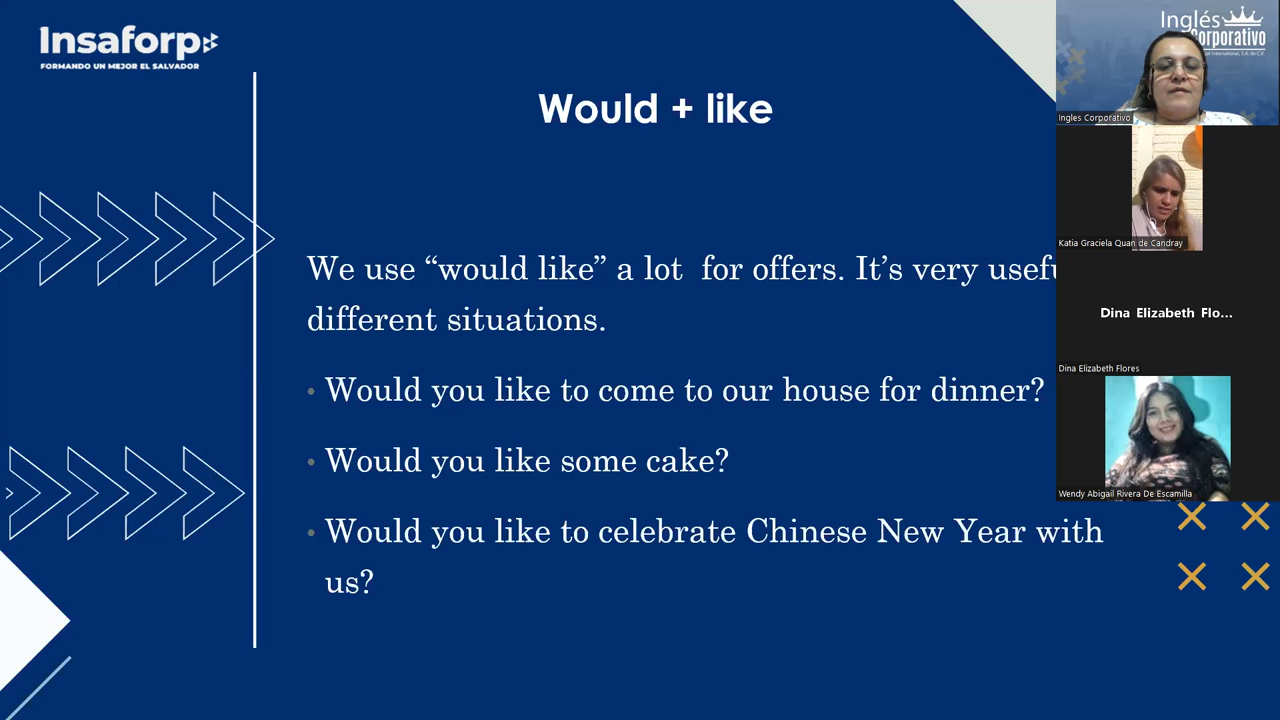 Insaforp
FORMANDO UN MEJOR EL SALVADOR
Would + like
We use “would like” a lot for offers. It’s very
different situations.
• Would you like to come to our house for dinner?
• Would you like some cake?
• Would you like to celebrate Chinese New Year with
us?
Inglés
Corporativo
Ingles Corporativo
Katia Graciela Quan de Candray
Dina Elizabeth Flo...
Dina Elizabeth Flores
Wendy Abigail Rivera De Escamilla